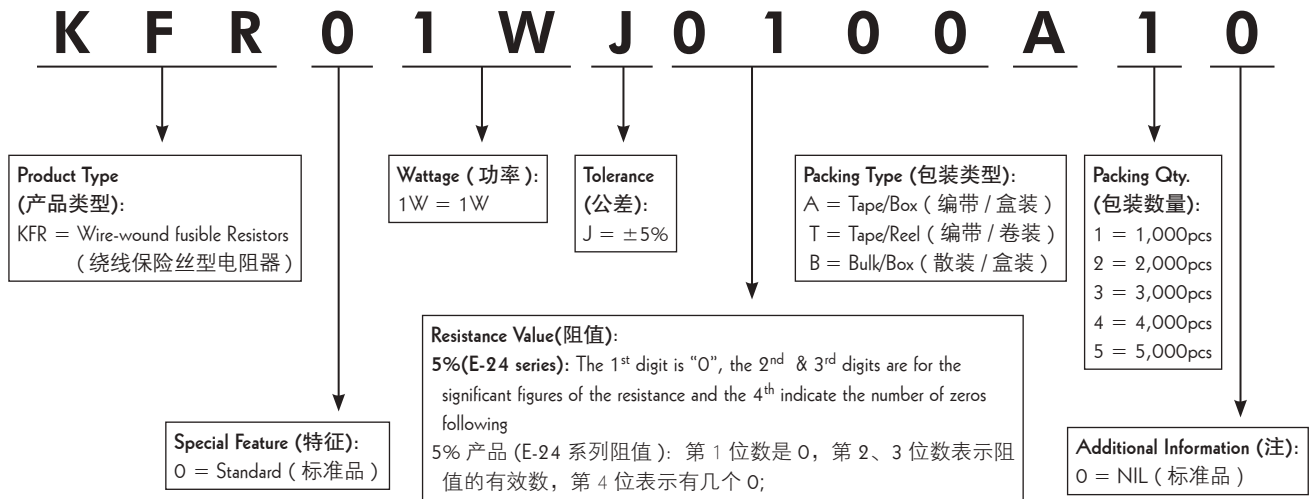 K F R 0 1 W J 0 1 0 0 A 1 0
Product Type
(产品类型):
KFR = Wire-wound fusible Resistors
(绕线保险丝型电阻器)
Wattage (功率):
1W = 1W
Tolerance
(公差):
J = ±5%
Packing Type (包装类型):
A = Tape/Box (编带 / 盒装)
T = Tape/Reel (编带 / 卷装)
B = Bulk/Box (散装 / 盒装)
Packing Qty.
(包装数量):
1 = 1,000pcs
2 = 2,000pcs
3 = 3,000pcs
4 = 4,000pcs
5 = 5,000pcs
Resistance Value(阻值):
5%(E-24 series): The 1st digit is "0", the 2nd & 3rd digits are for the
significant figures of the resistance and the 4th indicate the number of zeros
following
5% 产品 (E-24 系列阻值): 第 1 位数是 0，第 2、3 位数表示阻
值的有效数，第 4 位表示有几个 0;
Special Feature (特征):
0 = Standard (标准品)
Additional Information (注):
0 = NIL (标准品)